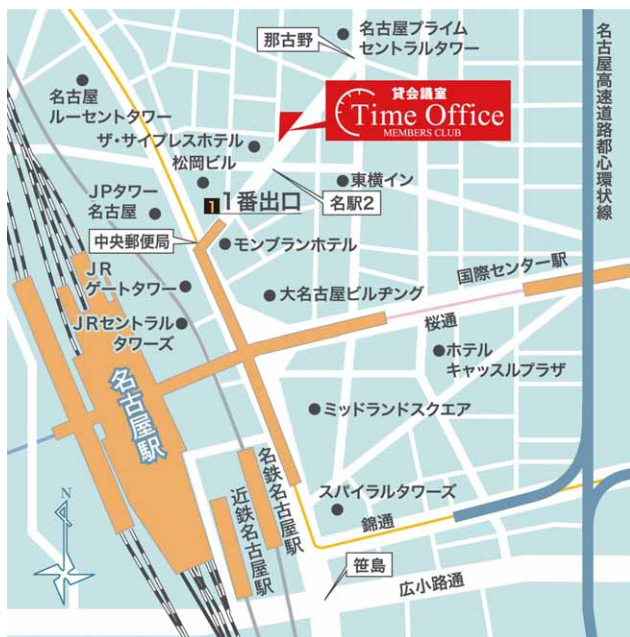 那古野
名古屋プライム
セントラルタワー
名古屋高速道路都心環状線
名古屋
ルーセントタワー
貸会議室
Time Office
MEMBERS CLUB
ザ・サイプレスホテル
松岡ビル
JPタワー
名古屋
1
1番出口
東横イン
名駅2
中央郵便局
モンブランホテル
JR
ゲートタワー
大名古屋ビルヂング
国際センター駅
桜通
JRセントラル
タワーズ
ホテル
キャッスルプラザ
名古屋駅
ミッドランドスクエア
名鉄名古屋駅
近鉄名古屋駅
スパイラルタワーズ
錦通
N
笹島
広小路通